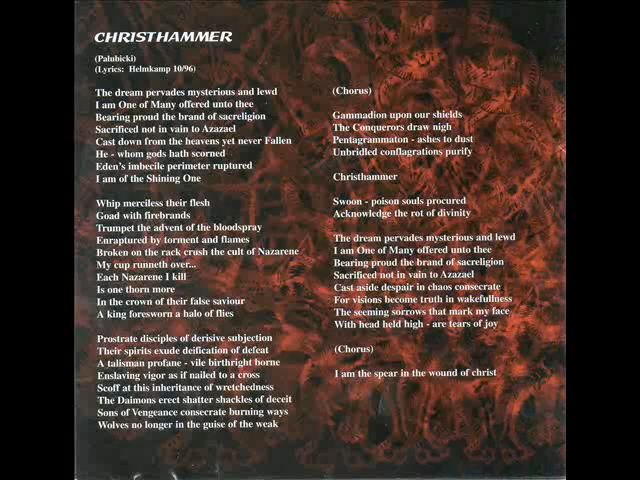 CHRISTHAMMER
(Palubicki)
(Lyrics: Helmkamp 10/96)
The dream pervades mysterious and lewd
I am One of Many offered unto thee
Bearing proud the brand of sacreligion
Sacrificed not in vain to Azazael
Cast down from the heavens yet never Fallen
He - whom gods hath scorned
Eden's imbecile perimeter ruptured
I am of the Shining One
Whip merciless their flesh
Goad with firebrands
Trumpet the advent of the bloodspray
Enraptured by torment and flames
Broken on the rack crush the cult of Nazarene
My cup runneth over...
Each Nazarene I kill
Is one thorn more
In the crown of their false saviour
A king foresworn a halo of flies
Prostrate disciples of derisive subjection
Their spirits exude deification of defeat
A talisman profane - vile birthright borne
Enslaving vigor as if nailed to a cross
Scoff at this inheritance of wretchedness
The Daimons erect shatter shackles of deceit
Sons of Vengeance consecrate burning ways
Wolves no longer in the guise of the weak
(Chorus)
Gammadion upon our shields
The Conquerors draw nigh
Pentagrammaton - ashes to dust
Unbridled conflagrations purify
Christhammer
Swoon - poison souls procured
Acknowledge the rot of divinity
The dream pervades mysterious and lewd
I am One of Many offered unto thee
Bearing proud the brand of sacreligion
Sacrificed not in vain to Azazael
Cast aside despair in chaos consecrate
For visions become truth in wakefullness
The seeming sorrows that mark my face
With head held high - are tears of joy
(Chorus)
I am the spear in the wound of christ